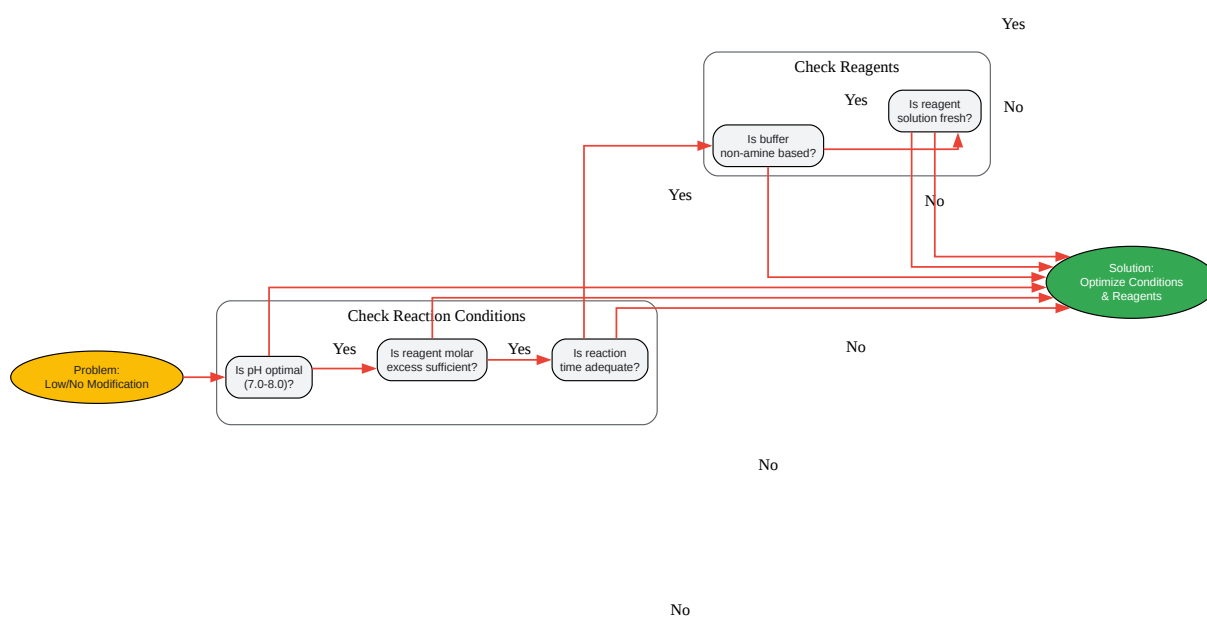 Yes
Check Reagents
Yes
Is reagent
solution fresh?
No
Is buffer
non-amine based?
Yes
No
Solution:
Optimize Conditions
& Reagents
Check Reaction Conditions
Problem:
Low/No Modification
Is pH optimal
(7.0-8.0)?
Yes
Is reagent molar
excess sufficient?
Yes
Is reaction
time adequate?
No
No
No